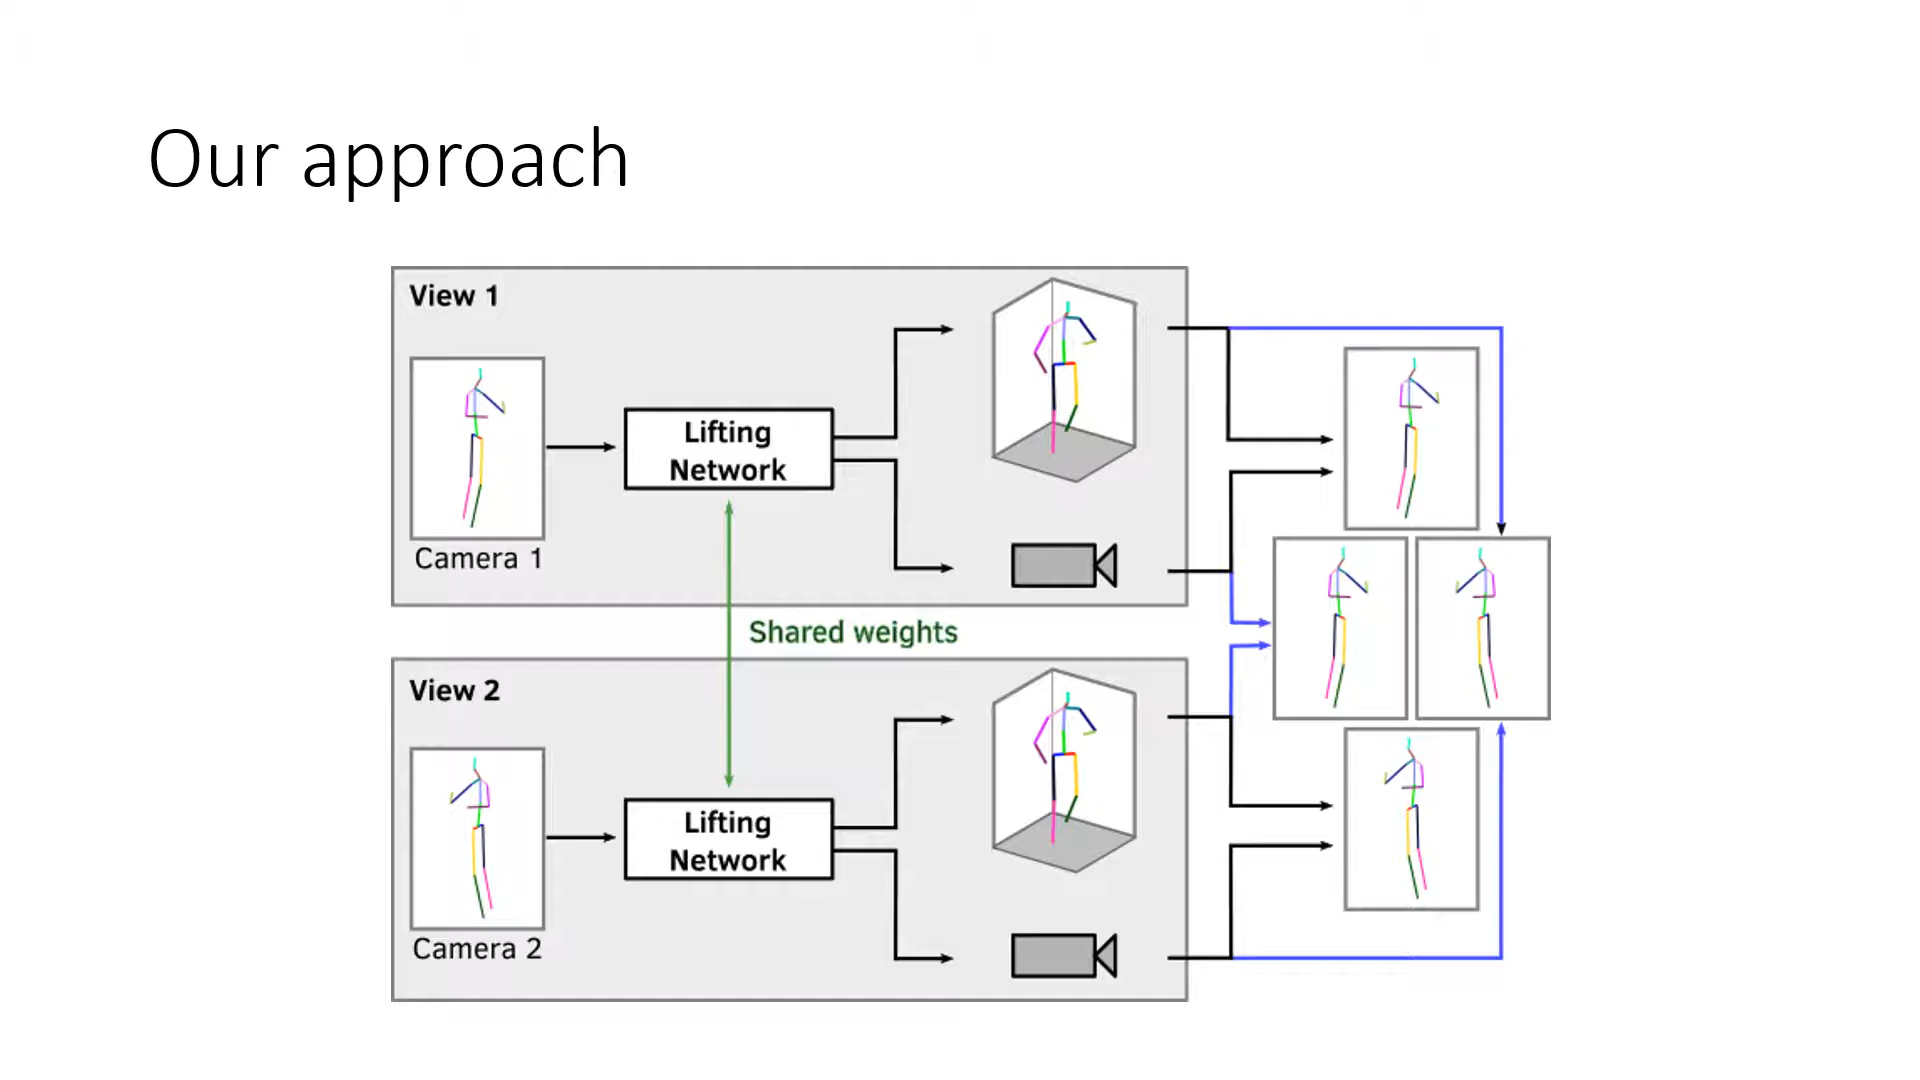 Our approach
View 1
Lifting
Network
Camera 1
Shared weights
View 2
Lifting
Network
Camera 2